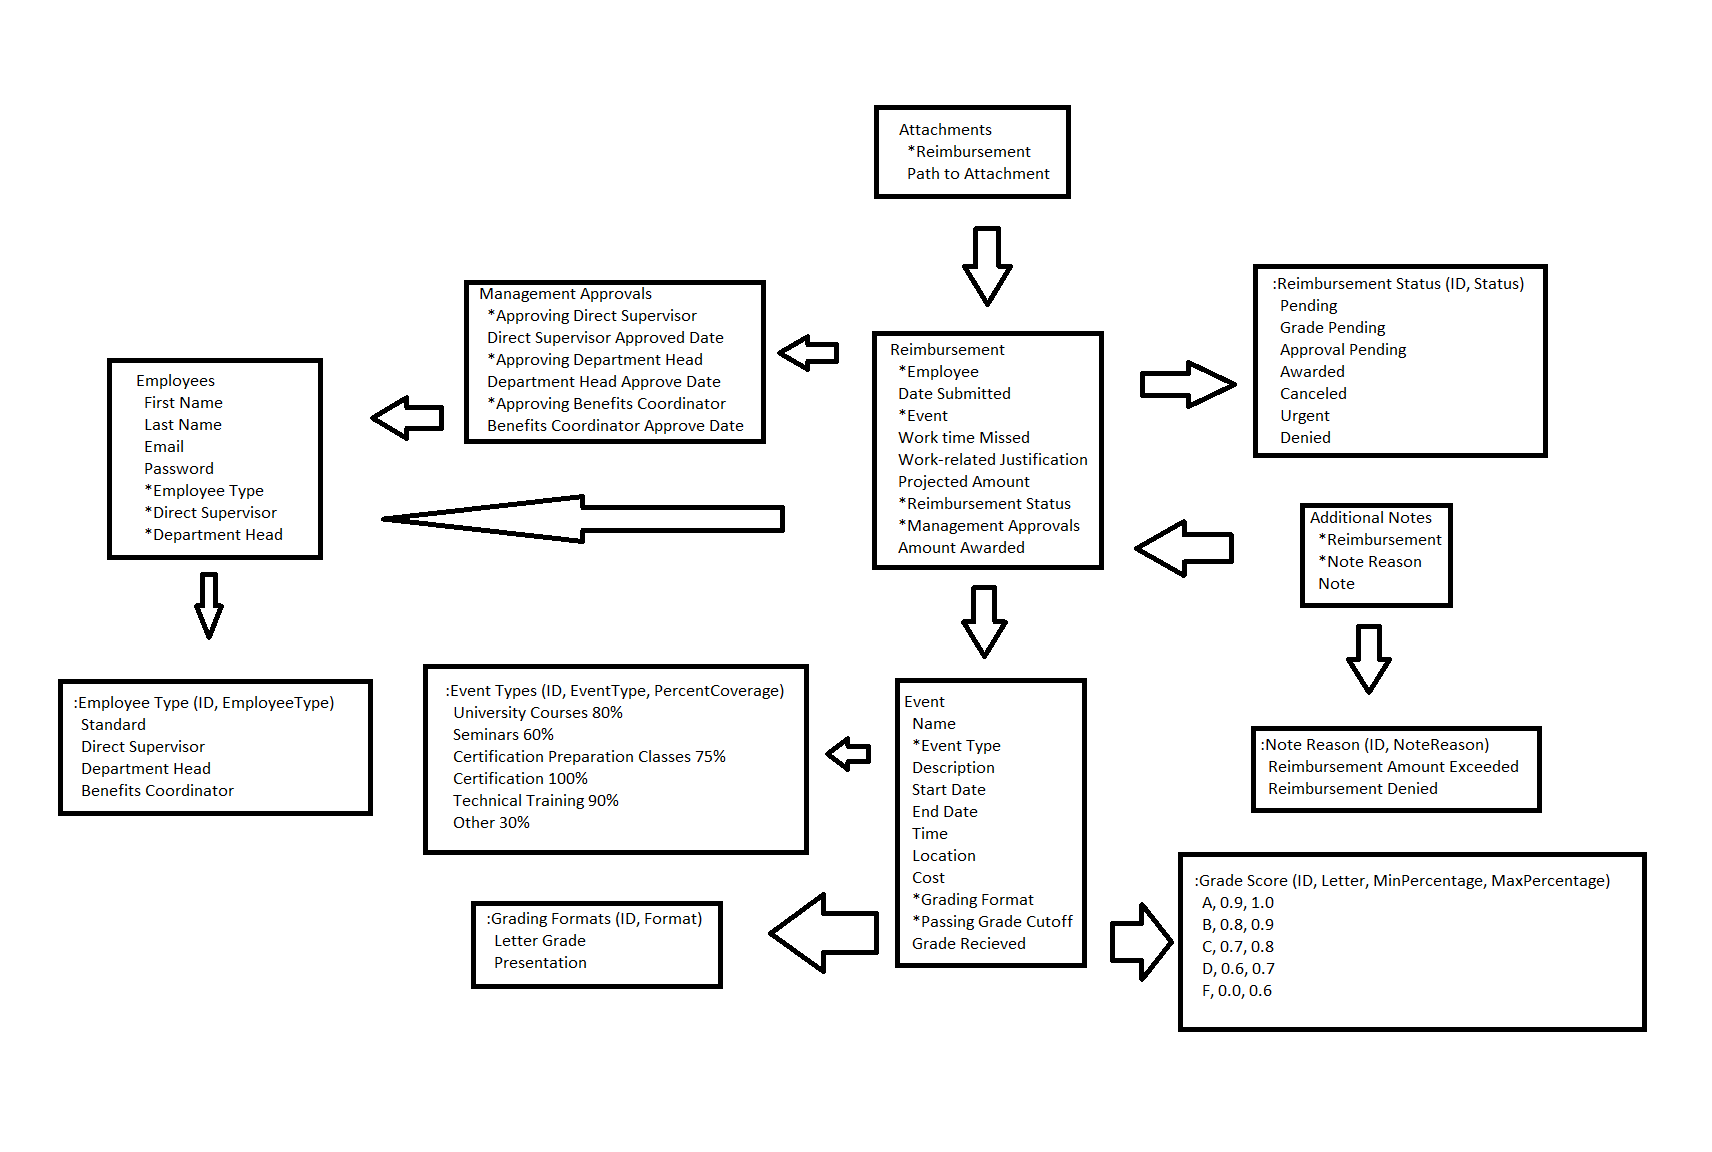 Attachments
*Reimbursement
Path to Attachment
Management Approvals
*Approving Direct Supervisor
Direct Supervisor Approved Date
*Approving Department Head
Department Head Approve Date
*Approving Benefits Coordinator
Benefits Coordinator Approve Date
:Reimbursement Status (ID, Status)
Pending
Grade Pending
Approval Pending
Awarded
Canceled
Urgent
Denied
Employees
First Name
Last Name
Email
Password
*Employee Type
*Direct Supervisor
*Department Head
Reimbursement
*Employee
Date Submitted
*Event
Work time Missed
Work-related Justification
Projected Amount
*Reimbursement Status
*Management Approvals
Amount Awarded
Additional Notes
*Reimbursement
*Note Reason
Note
:Employee Type (ID, EmployeeType)
Standard
Direct Supervisor
Department Head
Benefits Coordinator
:Event Types (ID, EventType, PercentCoverage)
University Courses 80%
Seminars 60%
Certification Preparation Classes 75%
Certification 100%
Technical Training 90%
Other 30%
Event
Name
*Event Type
Description
Start Date
End Date
Time
Location
Cost
*Grading Format
*Passing Grade Cutoff
Grade Recieved
:Note Reason (ID, NoteReason)
Reimbursement Amount Exceeded
Reimbursement Denied
:Grading Formats (ID, Format)
Letter Grade
Presentation
:Grade Score (ID, Letter, MinPercentage, MaxPercentage)
A, 0.9, 1.0
B, 0.8, 0.9
C, 0.7, 0.8
D, 0.6, 0.7
F, 0.0, 0.6